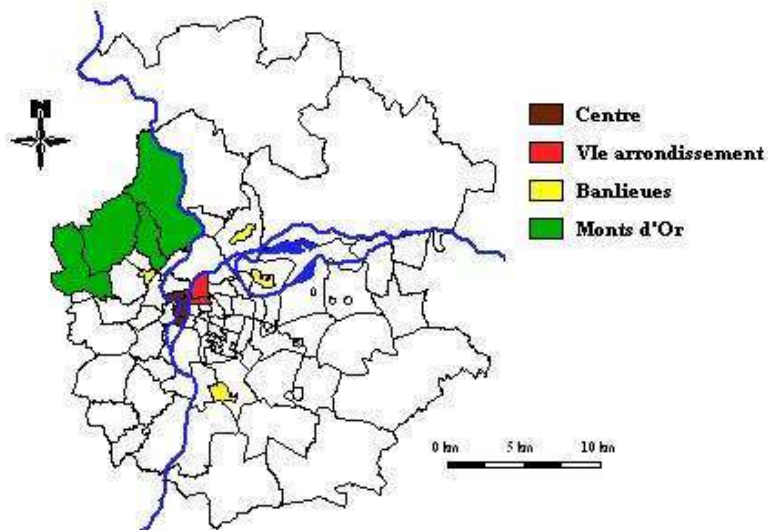 N
Centre
VIe arrondissement
Banlieues
Monts d'Or
0 km 5 km 10 km